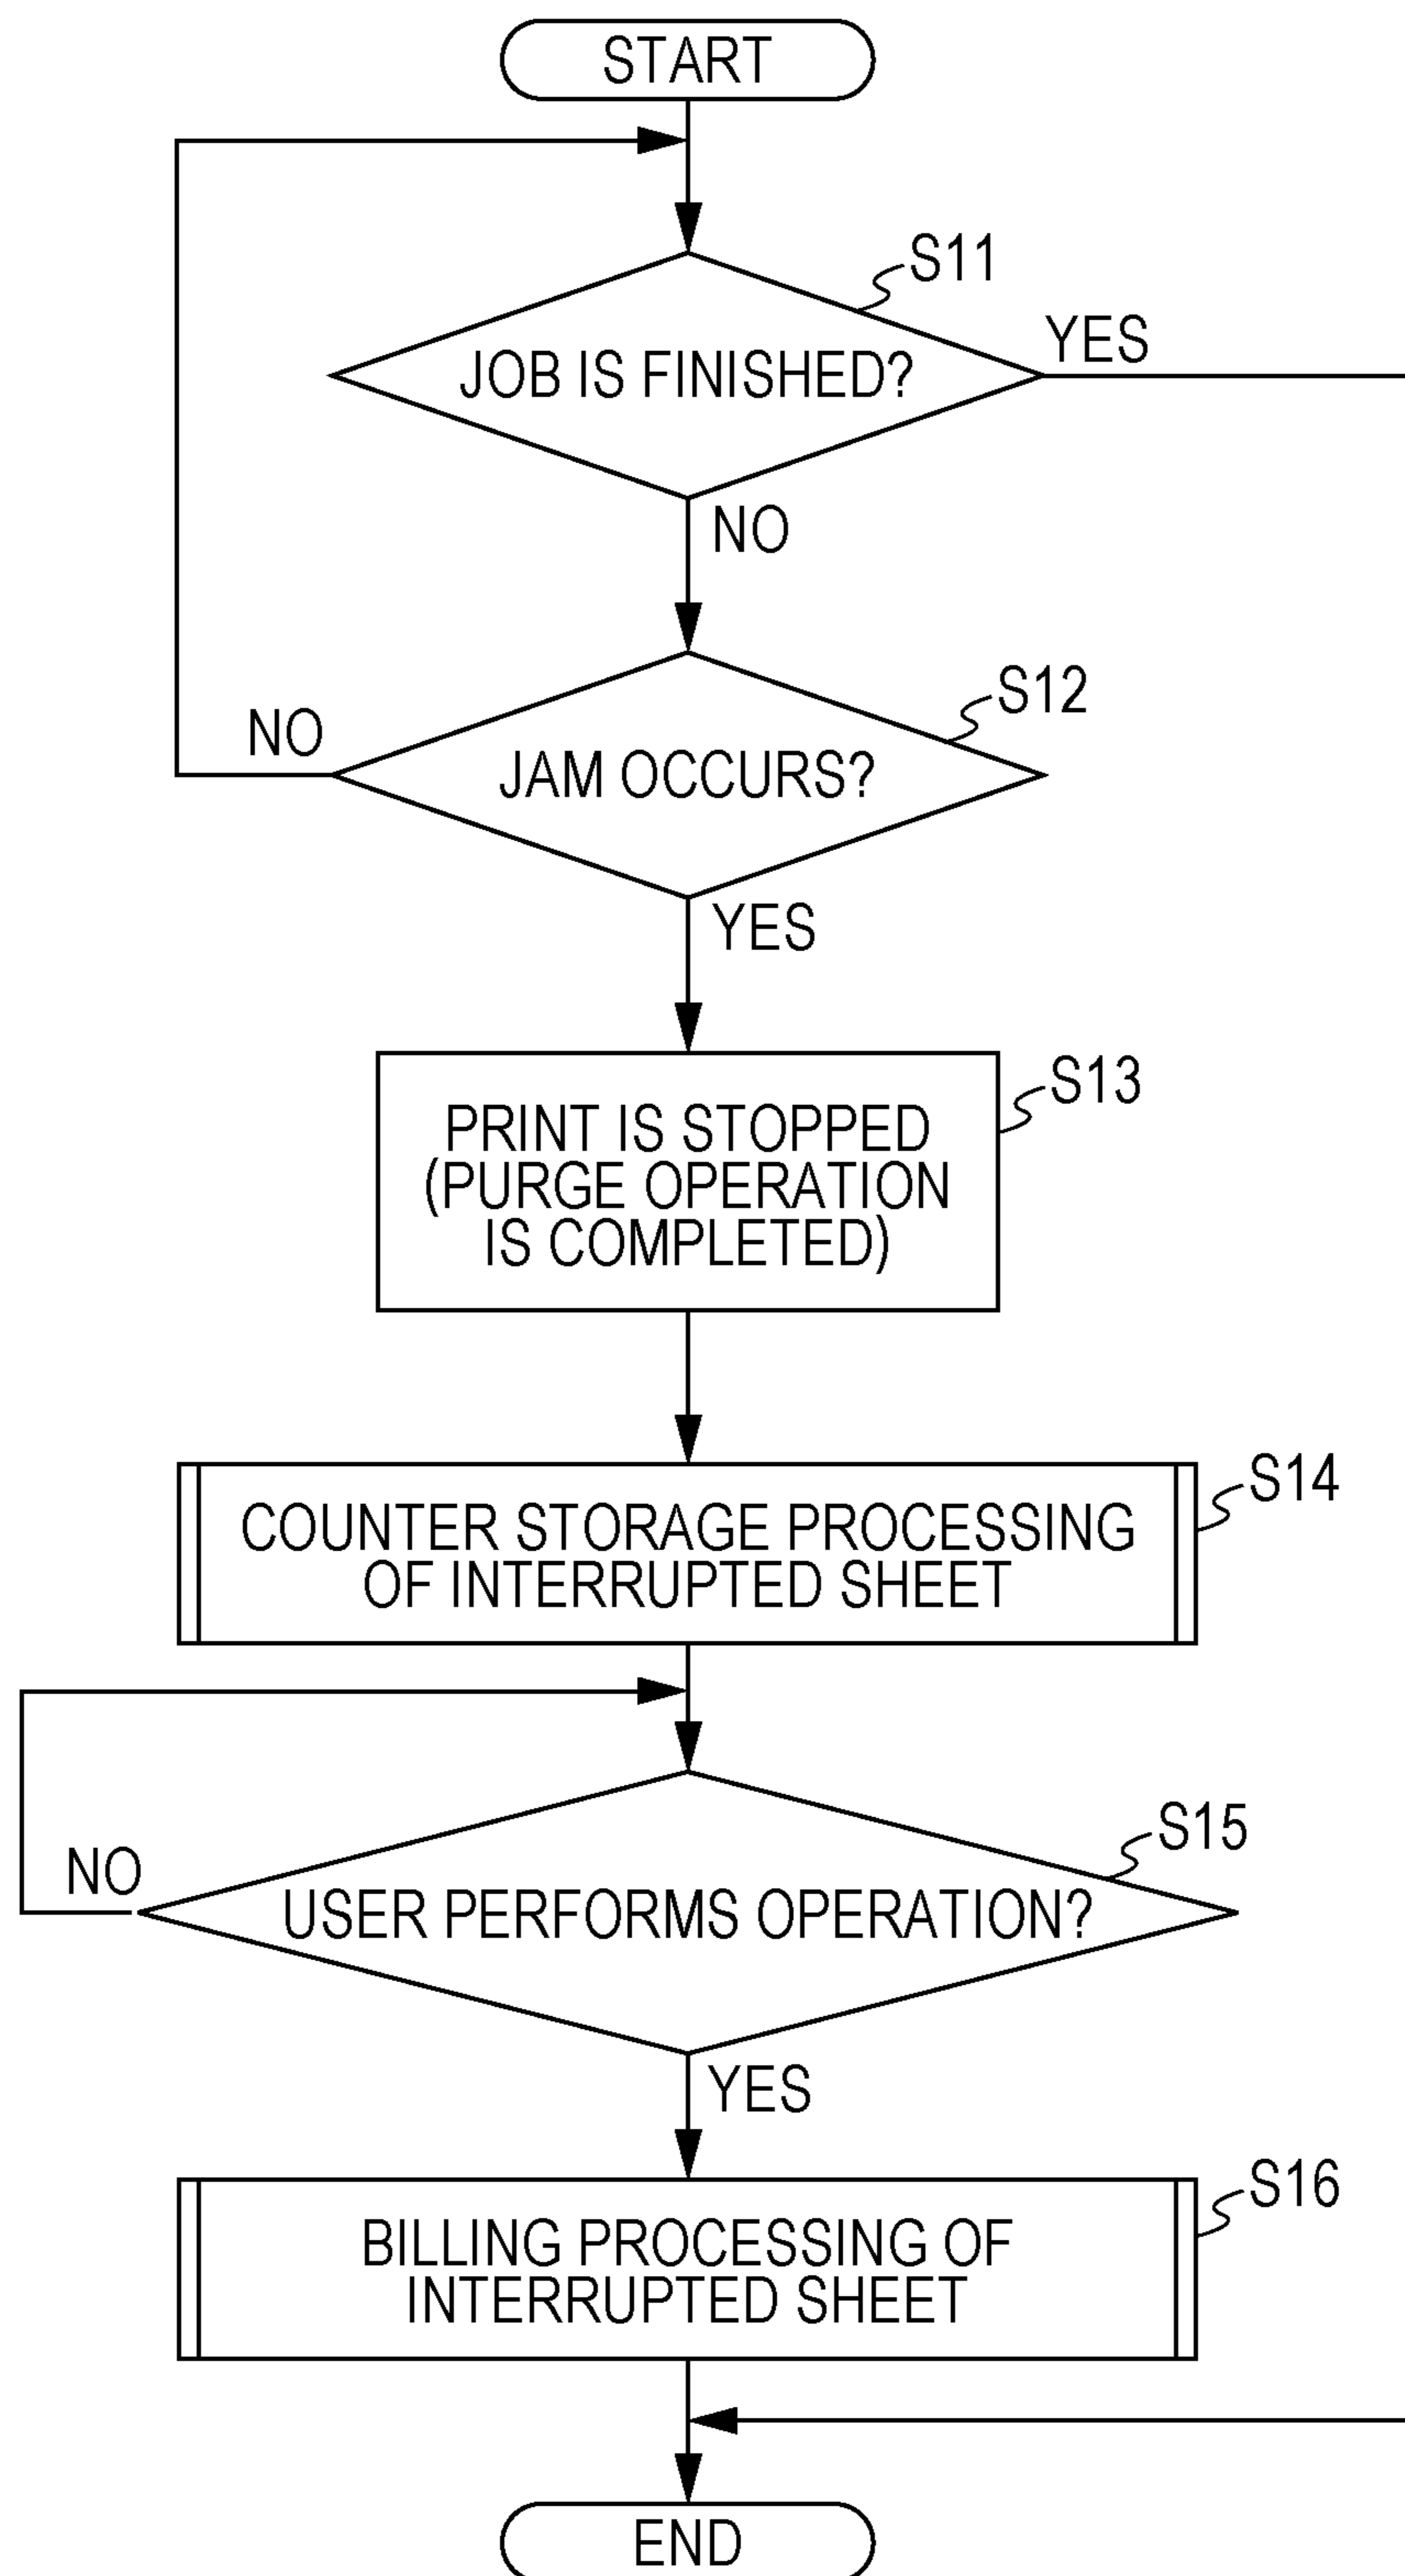 START
S11
YES
JOB IS FINISHED?
NO
S12
NO
JAM OCCURS?
YES
S13
PRINT IS STOPPED
(PURGE OPERATION
IS COMPLETED)
S14
COUNTER STORAGE PROCESSING
OF INTERRUPTED SHEET
S15
NO
USER PERFORMS OPERATION?
YES
S16
BILLING PROCESSING OF
INTERRUPTED SHEET
END